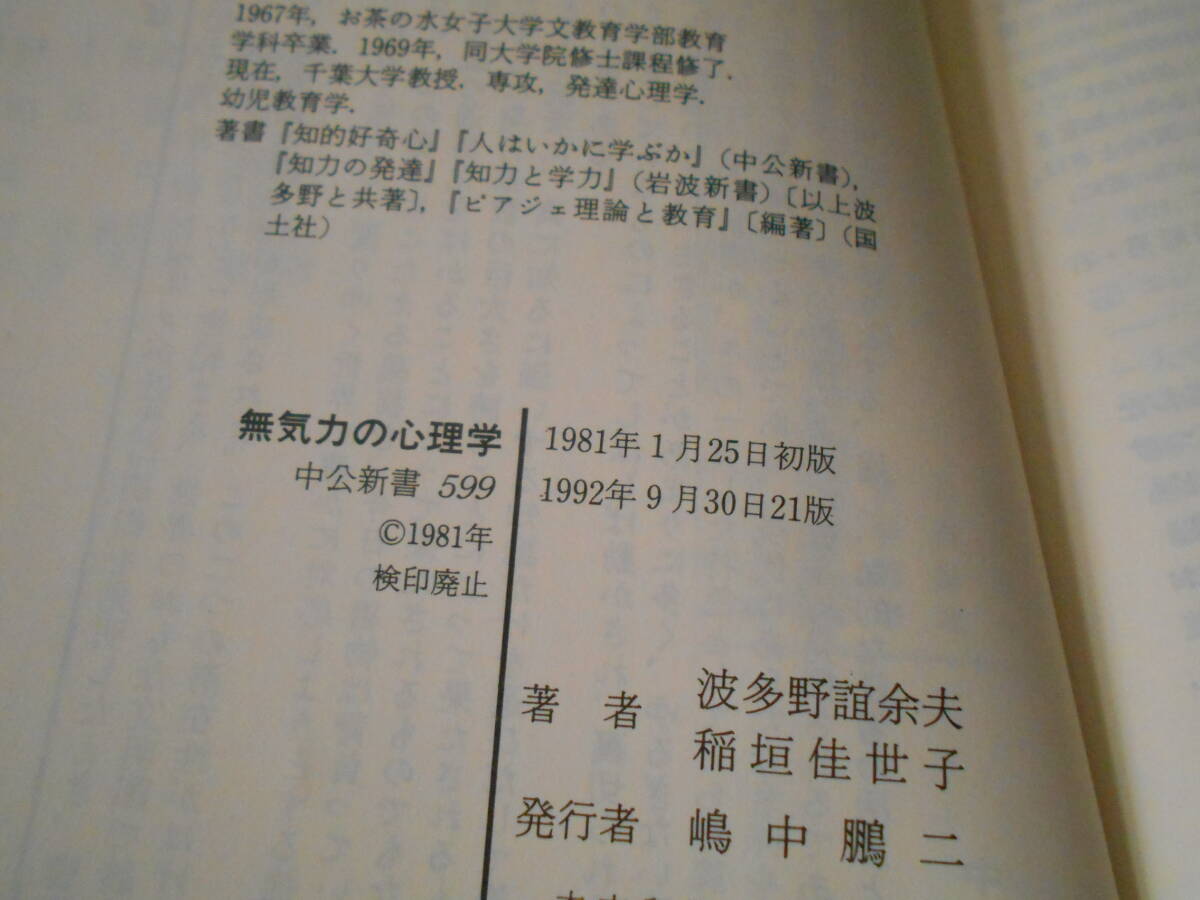 1967年，お茶の水女子大学文教育学部教育
学科卒業．1969年，同大学院修士課程修了．
現在，千葉大学教授．専攻，発達心理学．
幼児教育学．
著書『知的好奇心』『人はいかに学ぶか』（中公新書），
『知力の発達』『知力と学力』（岩波新書）〔以上波
多野と共著〕，『ピアジェ理論と教育』〔編著〕（国
土社）
無気力の心理学
中公新書 599
©1981年
検印廃止
1981年1月25日初版
1992年9月30日21版
著 者 波多野誼余夫
稲垣佳世子
発行者 嶋中鵬二